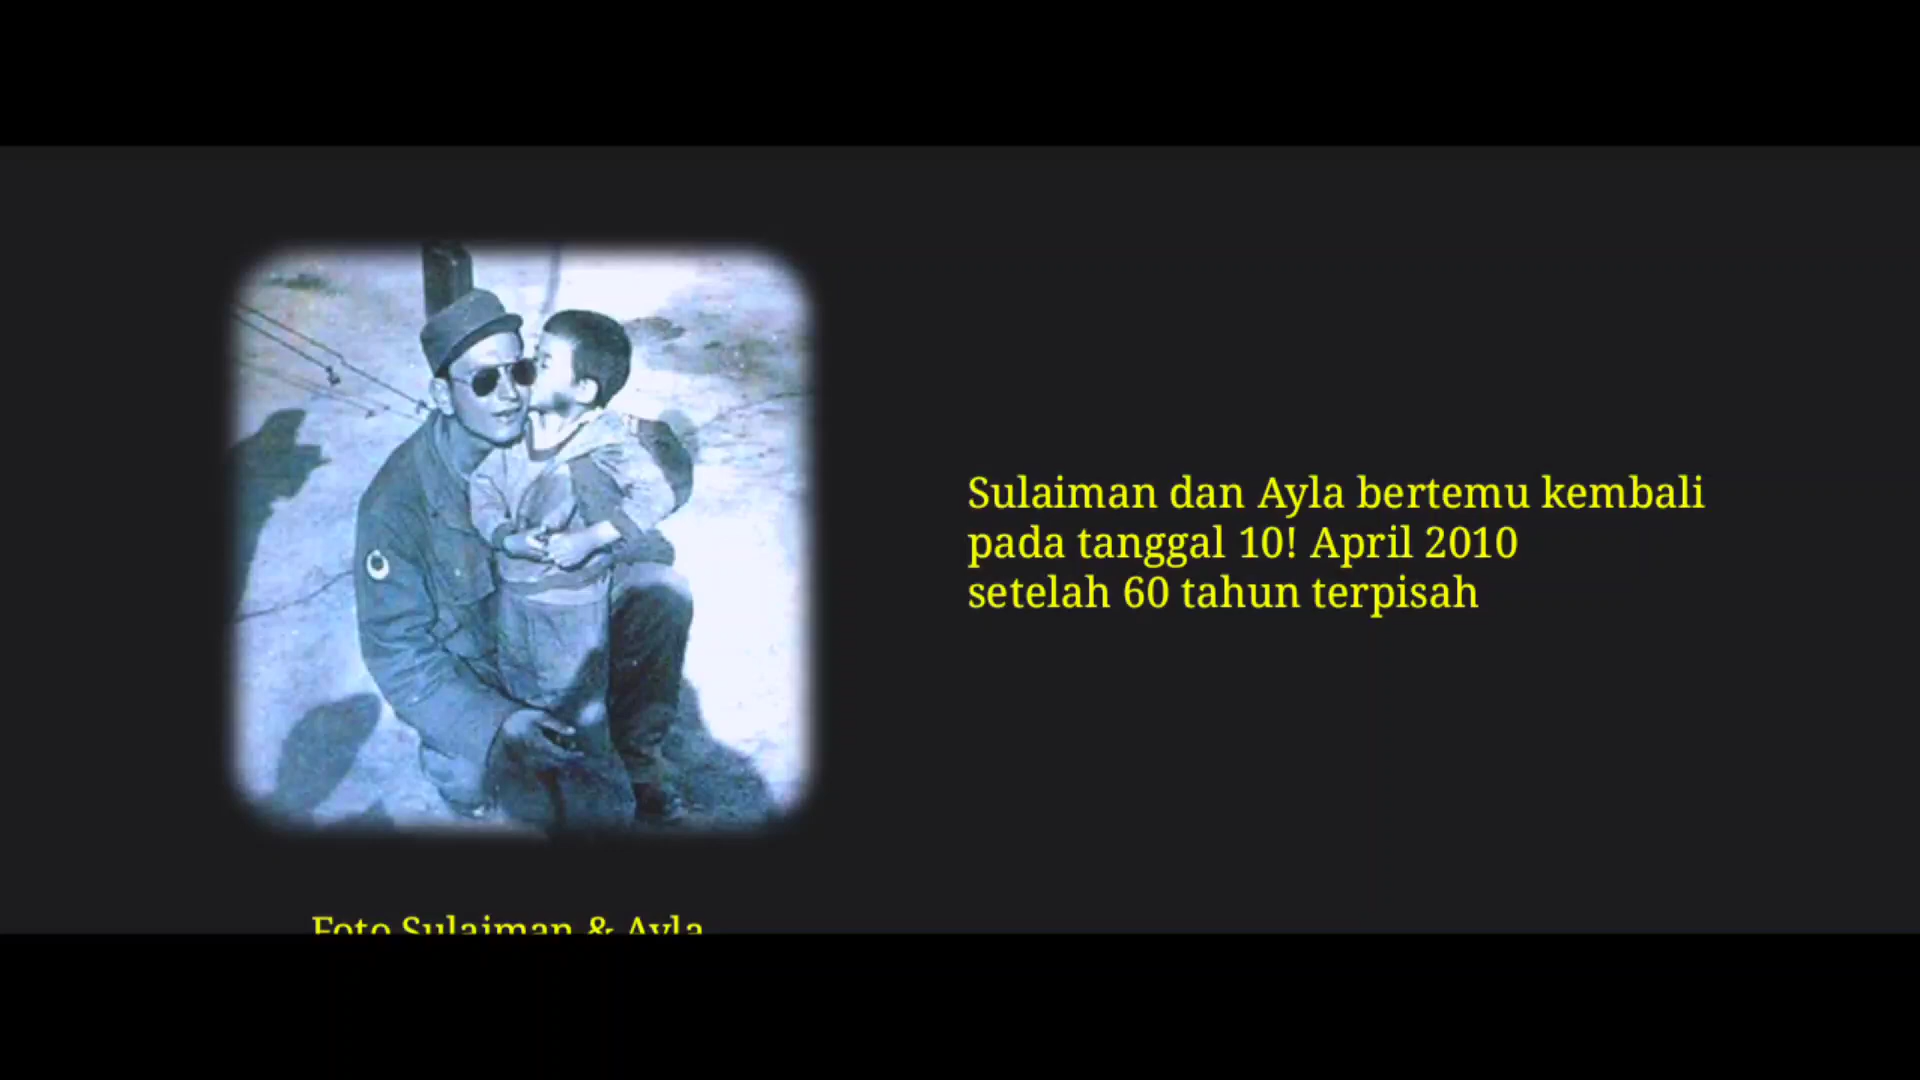 Sulaiman dan Ayla bertemu kembali
pada tanggal 10! April 2010
setelah 60 tahun terpisah
Foto Sulaiman & Ayla